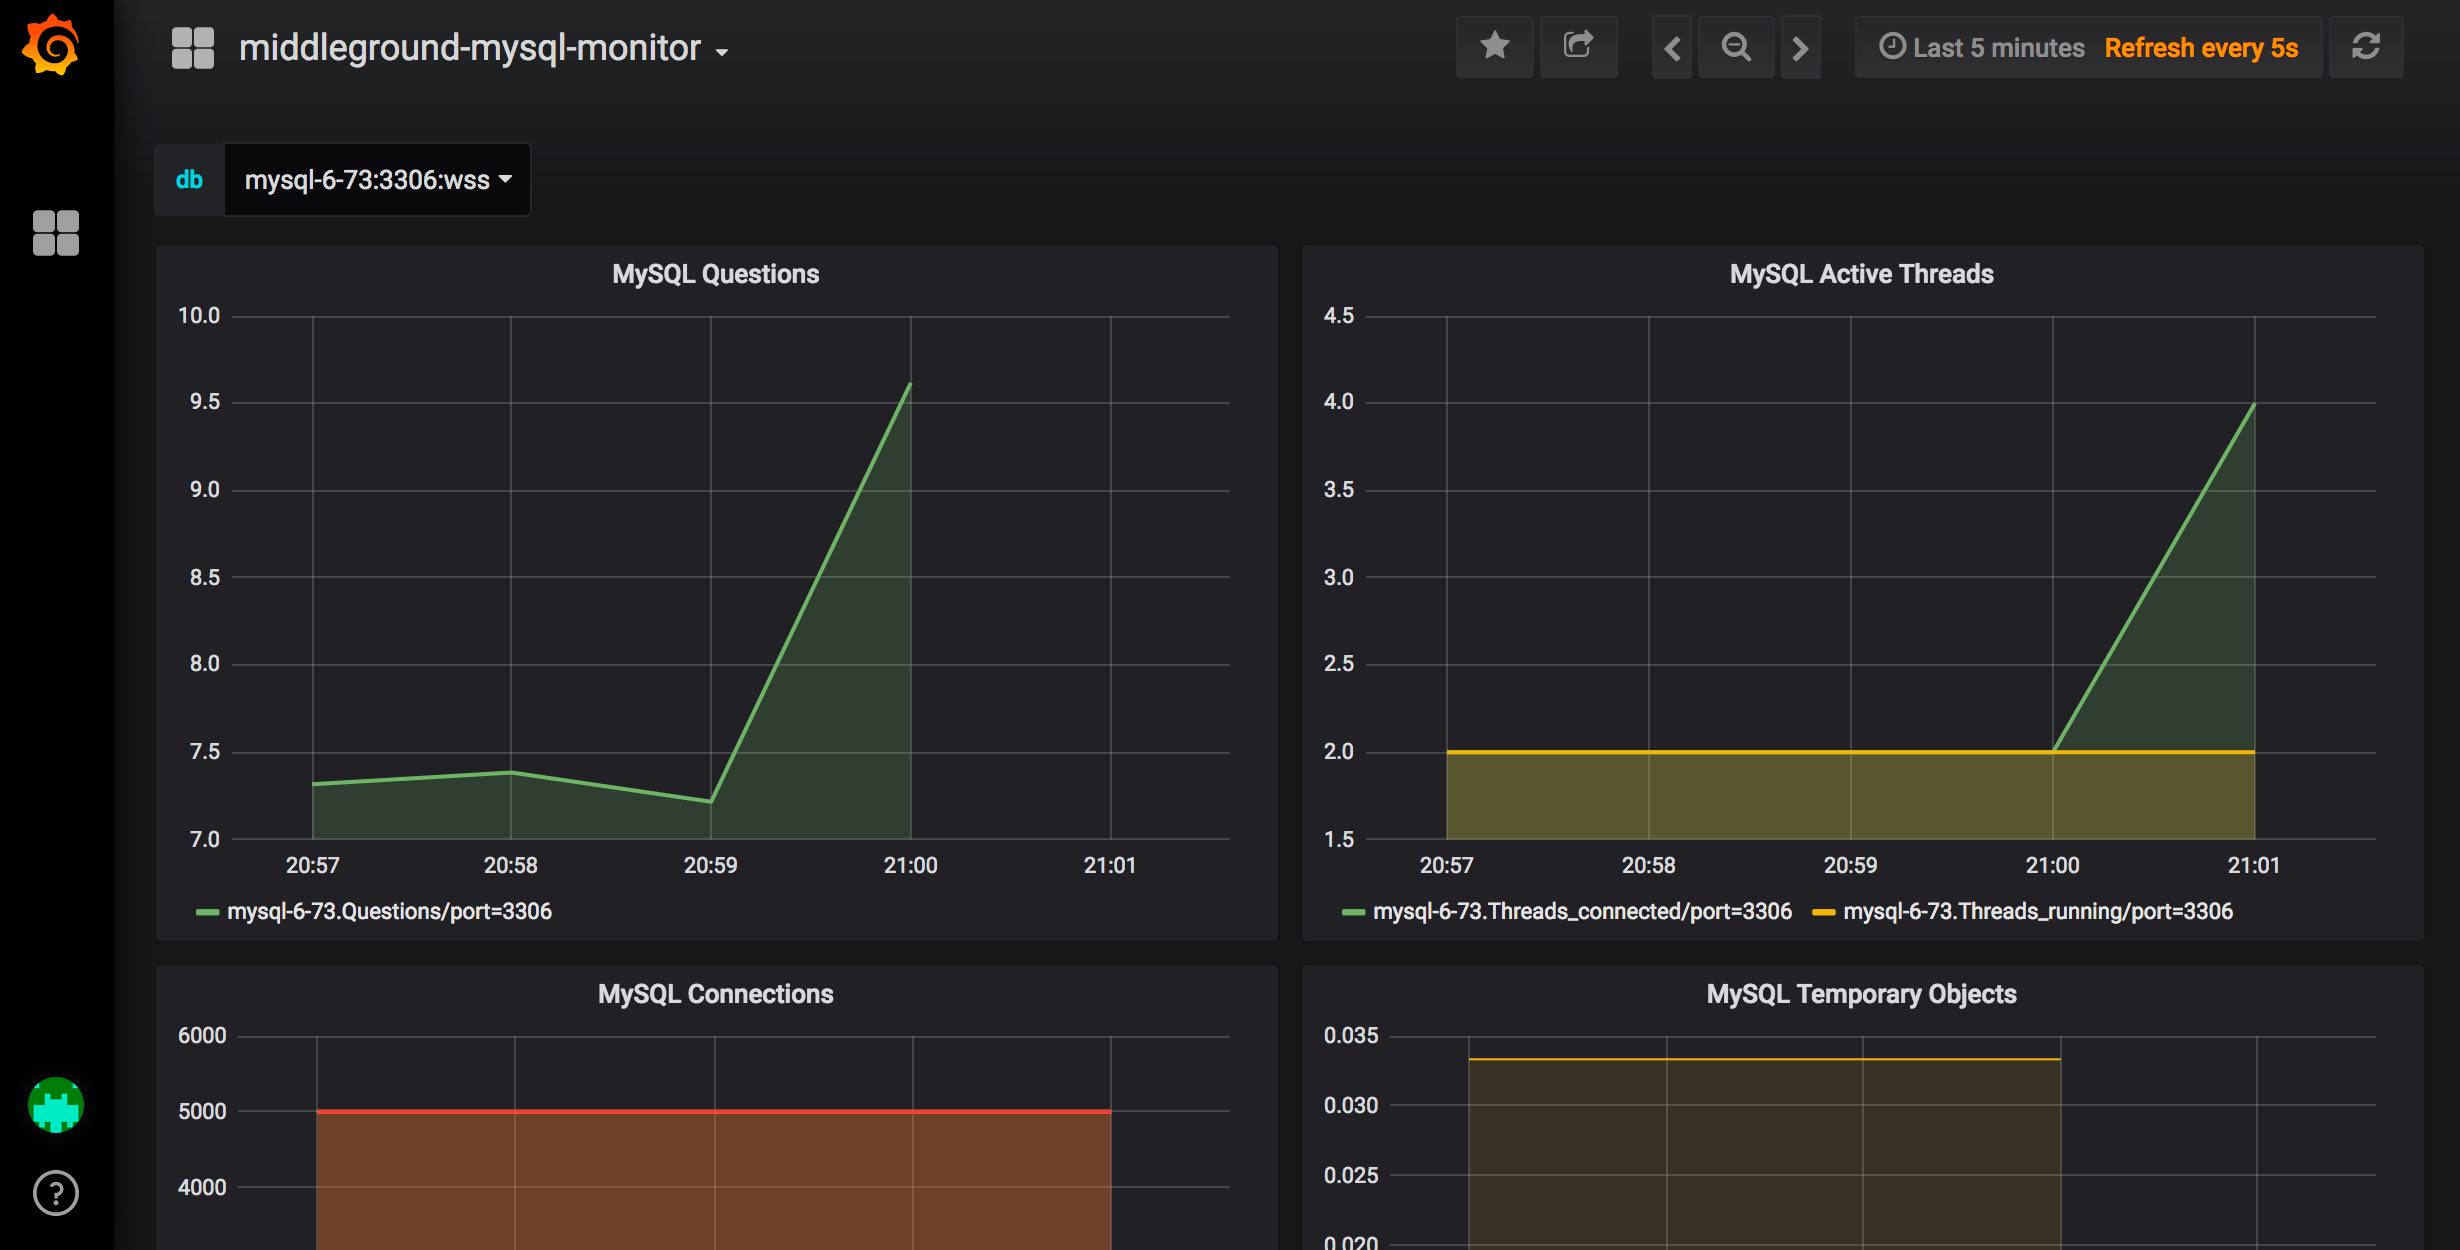 middleground-mysql-monitor
Last 5 minutes Refresh every 5s
db mysql-6-73:3306:wss
MySQL Questions
10.0
9.5
9.0
8.5
8.0
7.5
7.0
20:57 20:58 20:59 21:00 21:01
mysql-6-73.Questions/port=3306
MySQL Active Threads
4.5
4.0
3.5
3.0
2.5
2.0
1.5
20:57 20:58 20:59 21:00 21:01
mysql-6-73.Threads_connected/port=3306 mysql-6-73.Threads_running/port=3306
MySQL Connections
6000
5000
4000
MySQL Temporary Objects
0.035
0.030
0.025
0.020
?